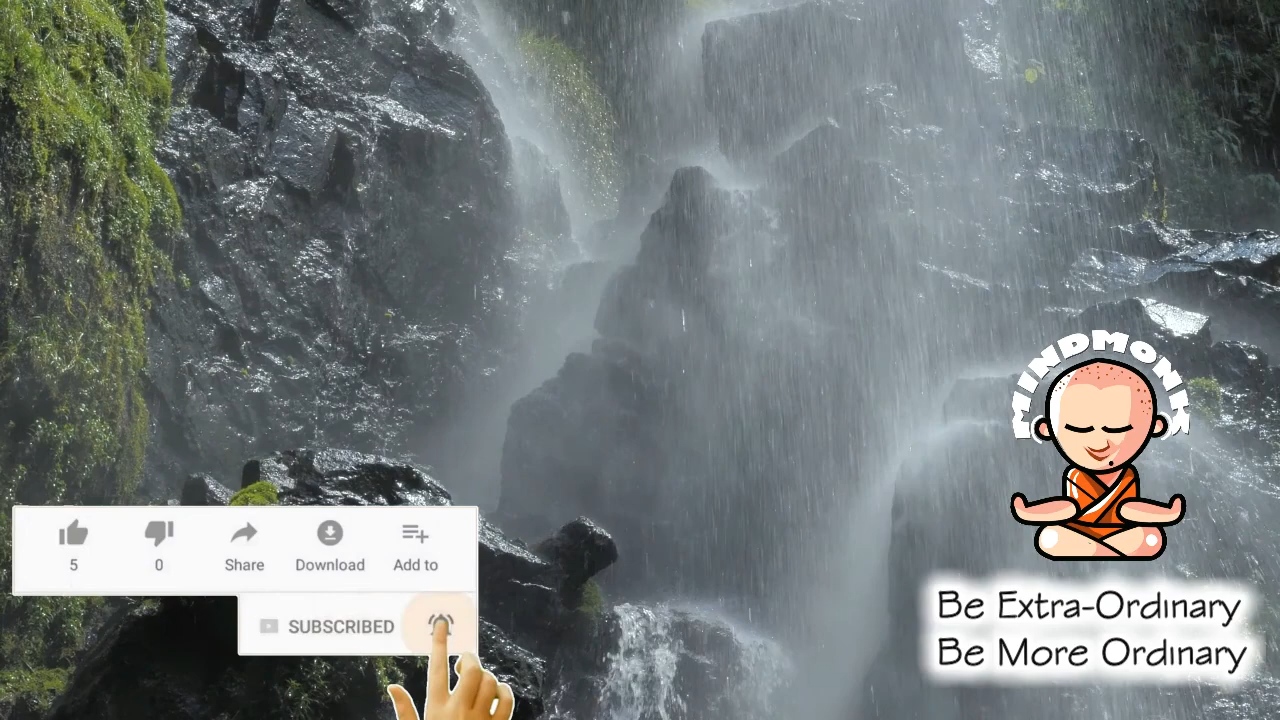 MINDMONK
5 0 Share Download Add to
SUBSCRIBED
Be Extra-Ordinary
Be More Ordinary